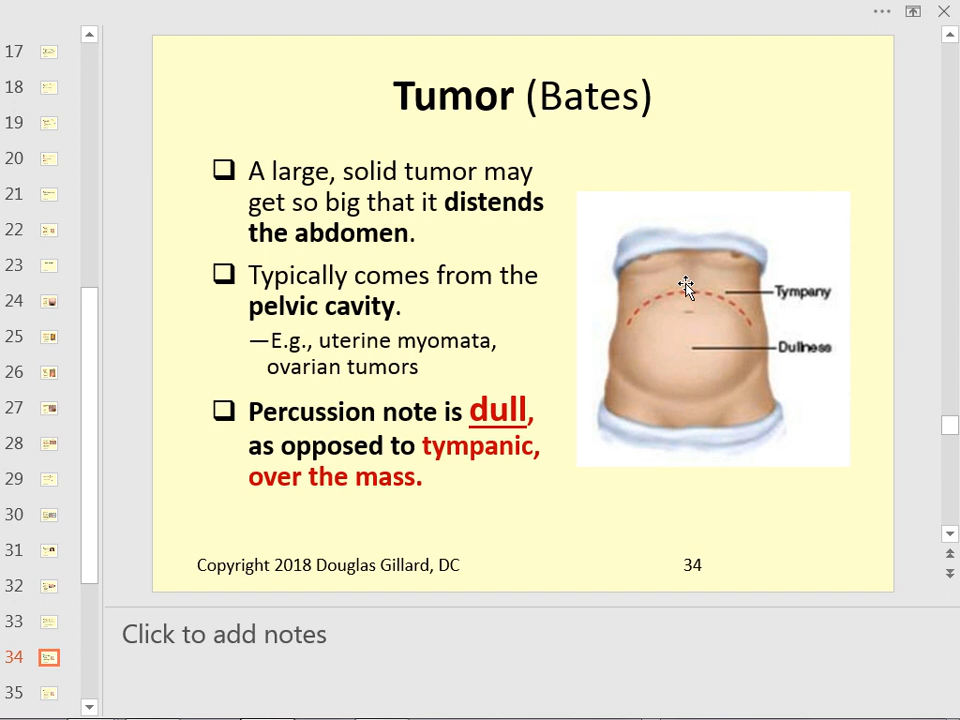 17
18
19
20
21
22
23
24
25
26
27
28
29
30
31
32
33
34
35
Tumor (Bates)
A large, solid tumor may
get so big that it distends
the abdomen.
Typically comes from the
pelvic cavity.
—E.g., uterine myomata,
ovarian tumors
Percussion note is dull,
as opposed to tympanic,
over the mass.
Tympany
Dullness
Copyright 2018 Douglas Gillard, DC
34
Click to add notes